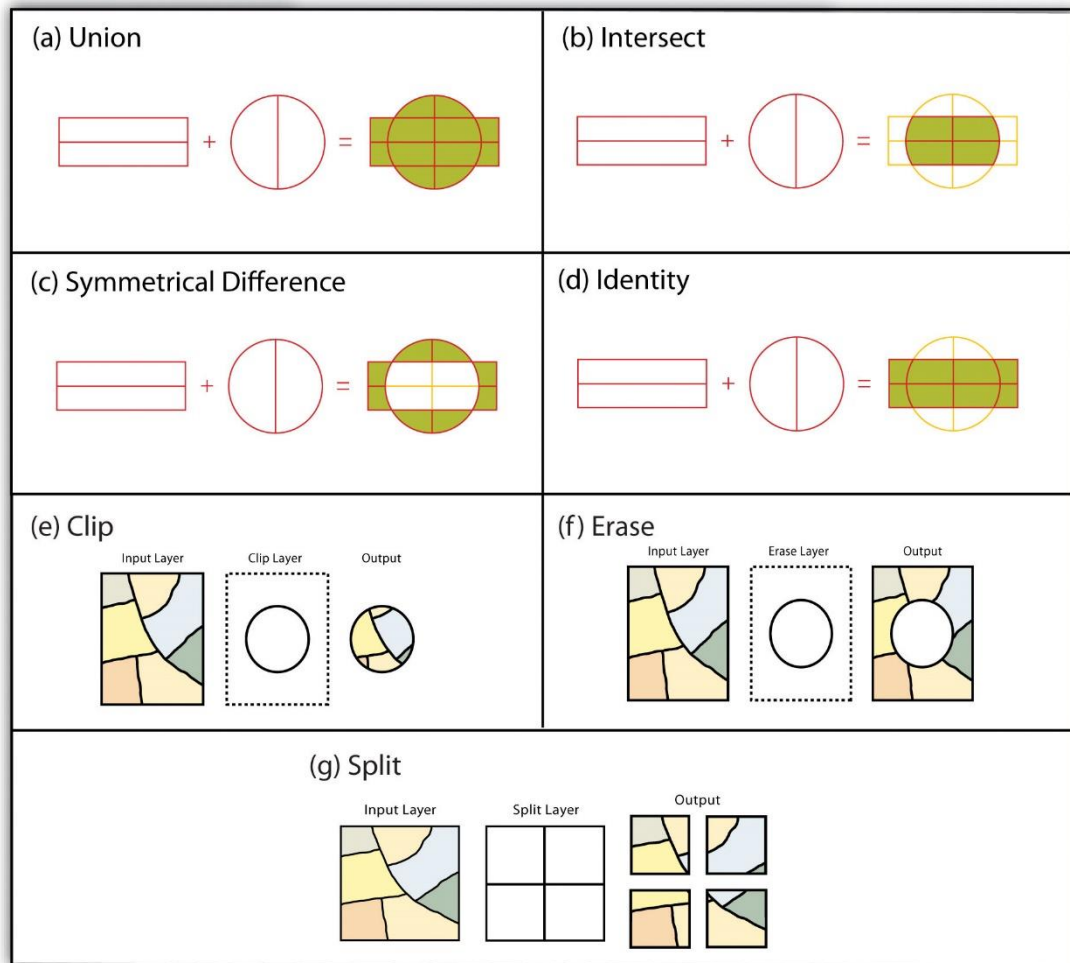 (a) Union
+ =
(b) Intersect
+ =
(c) Symmetrical Difference
+ =
(d) Identity
+ =
(e) Clip
Input Layer Clip Layer Output
(f) Erase
Input Layer Erase Layer Output
(g) Split
Input Layer Split Layer Output